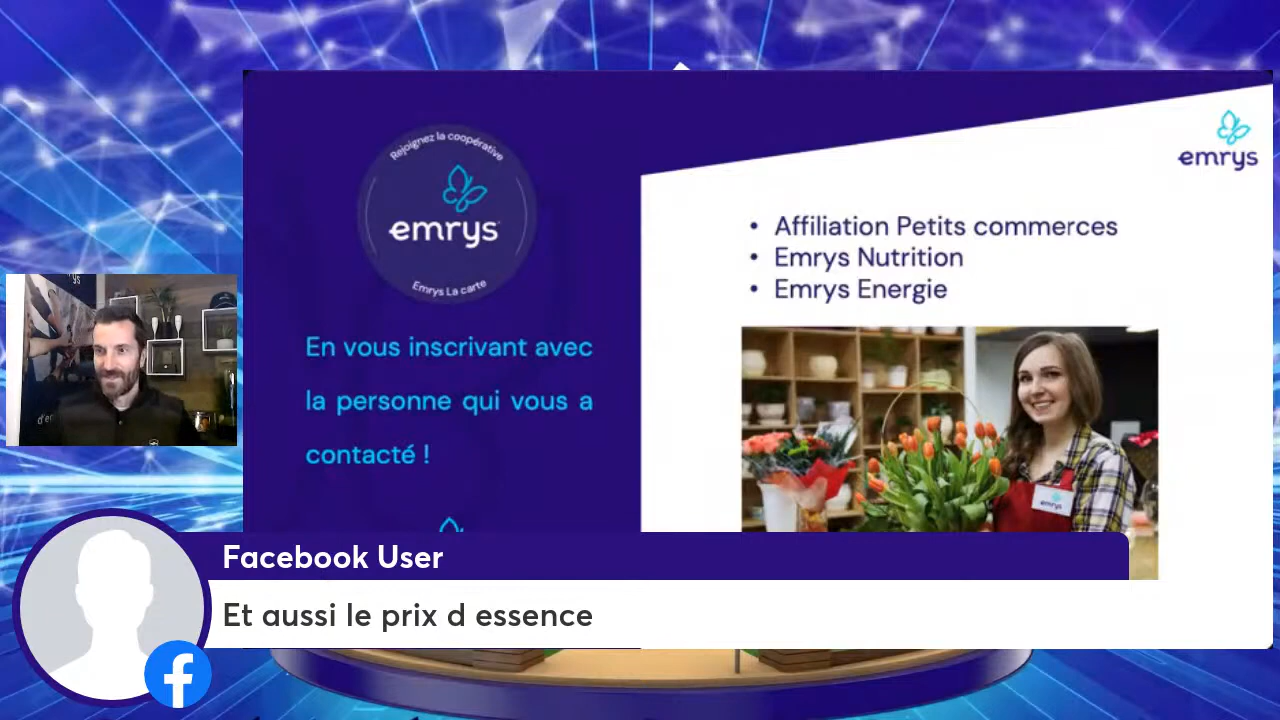 Rejoignez la coopérative
emrys
Emrys La carte
En vous inscrivant avec
la personne qui vous a
contacté !
emrys
• Affiliation Petits commerces
• Emrys Nutrition
• Emrys Energie
emrys
Facebook User
Et aussi le prix d essence